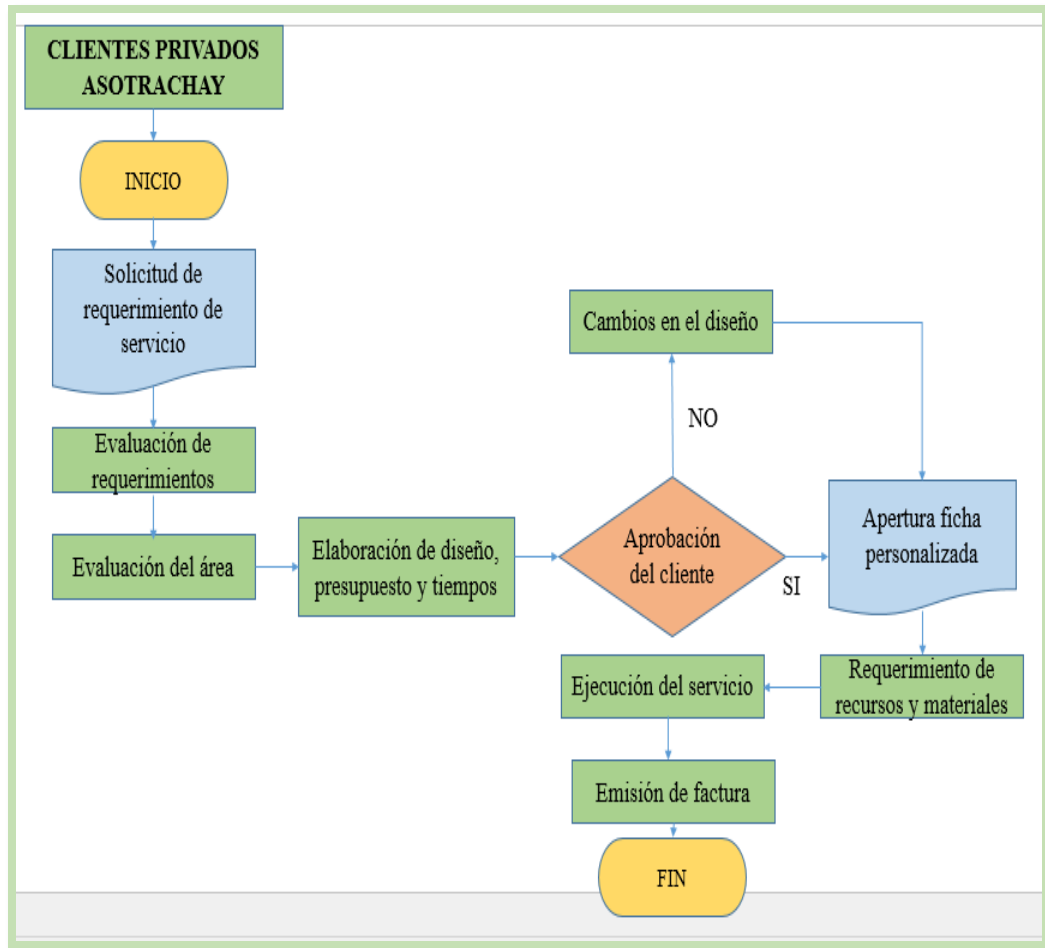 CLIENTES PRIVADOS
ASOTRACHAY
INICIO
Solicitud de
requerimiento de
servicio
Evaluación de
requerimientos
Evaluación del área
Elaboración de diseño,
presupuesto y tiempos
Aprobación
del cliente
NO
Cambios en el diseño
SI
Apertura ficha
personalizada
Requerimiento de
recursos y materiales
Ejecución del servicio
Emisión de factura
FIN